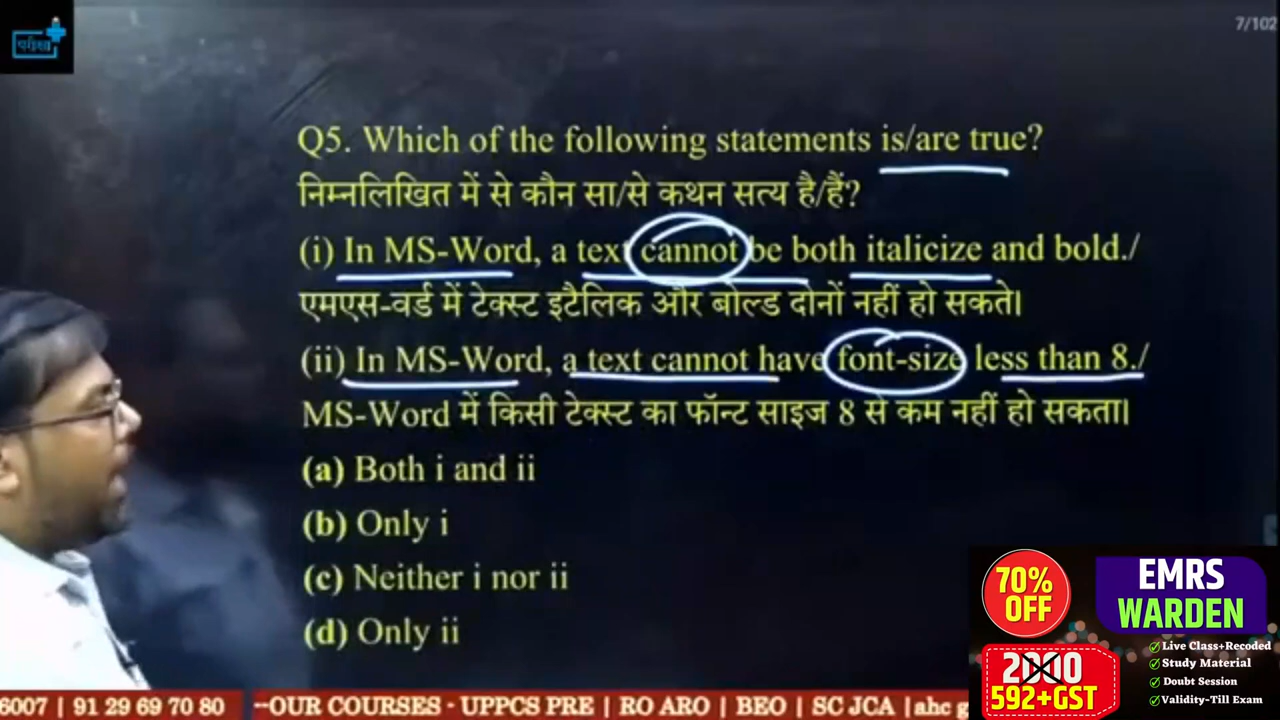 परीक्षा
7/102
Q5. Which of the following statements is/are true?
निम्नलिखित में से कौन सा/से कथन सत्य है/हैं?
(i) In MS-Word, a text cannot be both italicize and bold./
एमएस-वर्ड में टेक्स्ट इटैलिक और बोल्ड दोनों नहीं हो सकते।
(ii) In MS-Word, a text cannot have font-size less than 8./
MS-Word में किसी टेक्स्ट का फॉन्ट साइज 8 से कम नहीं हो सकता।
(a) Both i and ii
(b) Only i
(c) Neither i nor ii
(d) Only ii
70%
OFF
EMRS
WARDEN
2000
592+GST
Live Class+Recoded
Study Material
Doubt Session
Validity-Till Exam
6007 | 91 29 69 70 80 --OUR COURSES - UPPCS PRE | RO ARO | BEO | SC JCA |ahc g